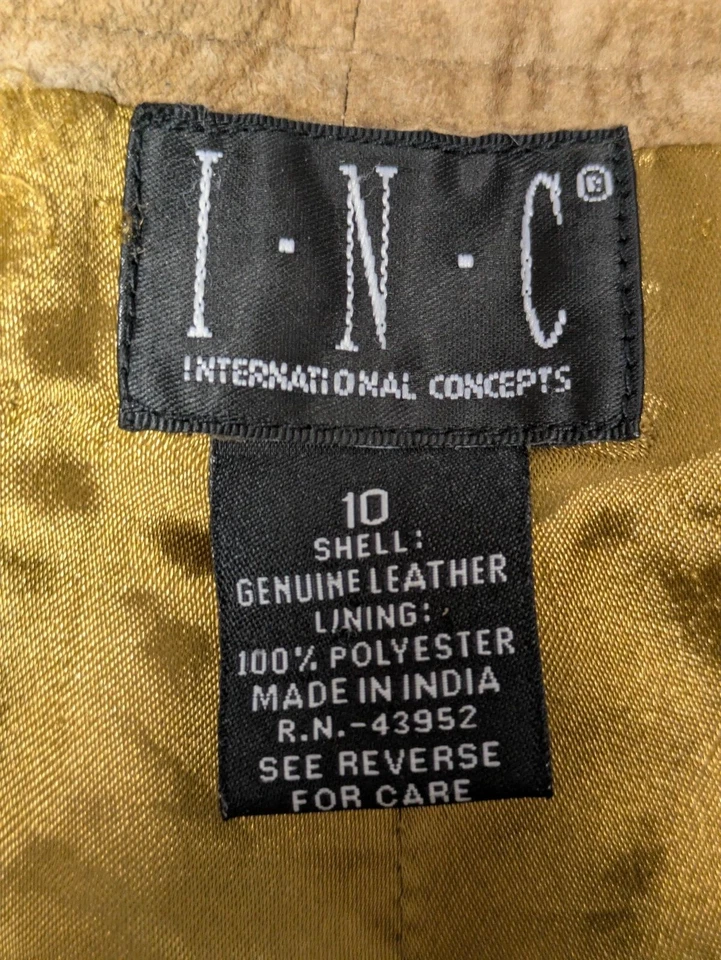 I·N·C®
INTERNATIONAL CONCEPTS
10
SHELL:
GENUINE LEATHER
LINING:
100% POLYESTER
MADE IN INDIA
R.N.-43952
SEE REVERSE
FOR CARE